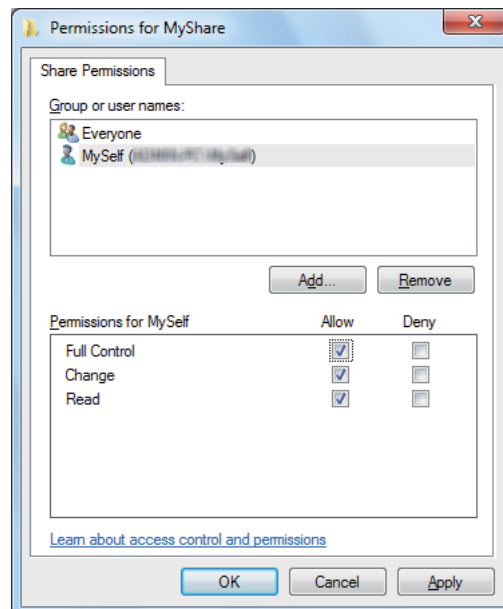 Permissions for MyShare
Share Permissions
Group or user names:
Everyone
MySelf (
Add... Remove
Permissions for MySelf Allow Deny
Full Control
Change
Read
Learn about access control and permissions
OK Cancel Apply